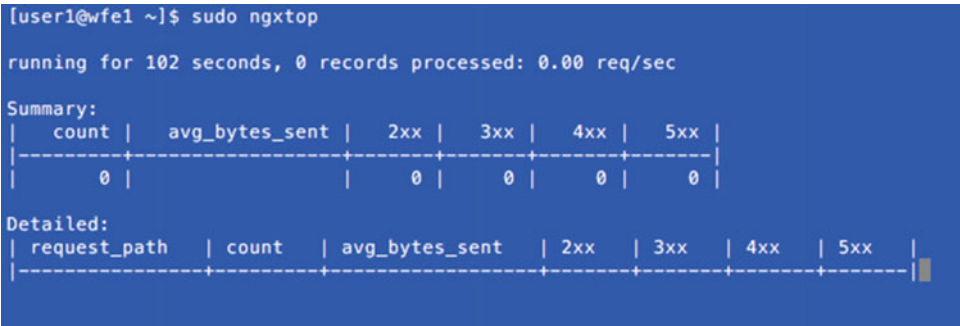 [user1@wfe1 ~]$ sudo ngxtop
running for 102 seconds, 0 records processed: 0.00 req/sec
Summary:
|   count |   avg_bytes_sent |   2xx |   3xx |   4xx |   5xx |
|---------+------------------+-------+-------+-------+-------|
|       0 |                  |     0 |     0 |     0 |     0 |
Detailed:
| request_path   | count   | avg_bytes_sent   | 2xx   | 3xx   | 4xx   | 5xx   |
|----------------+---------+------------------+-------+-------+-------+-------|